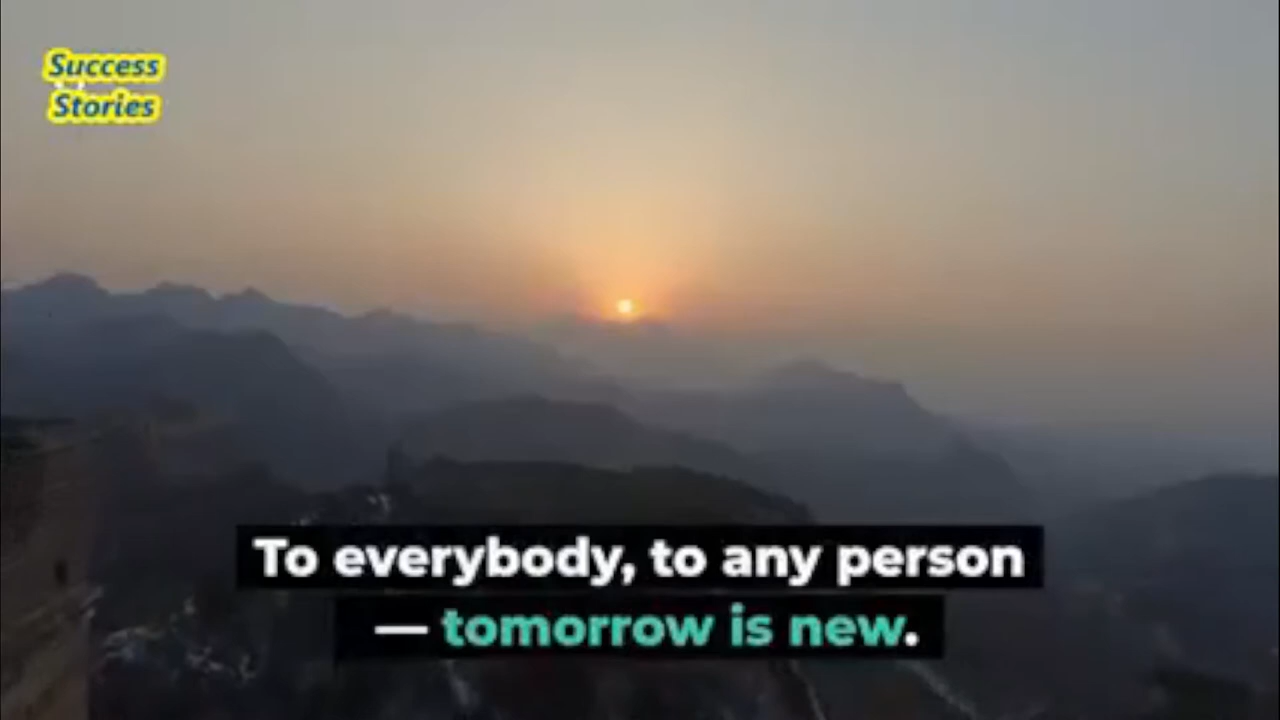 Success
Stories
To everybody, to any person
— tomorrow is new.